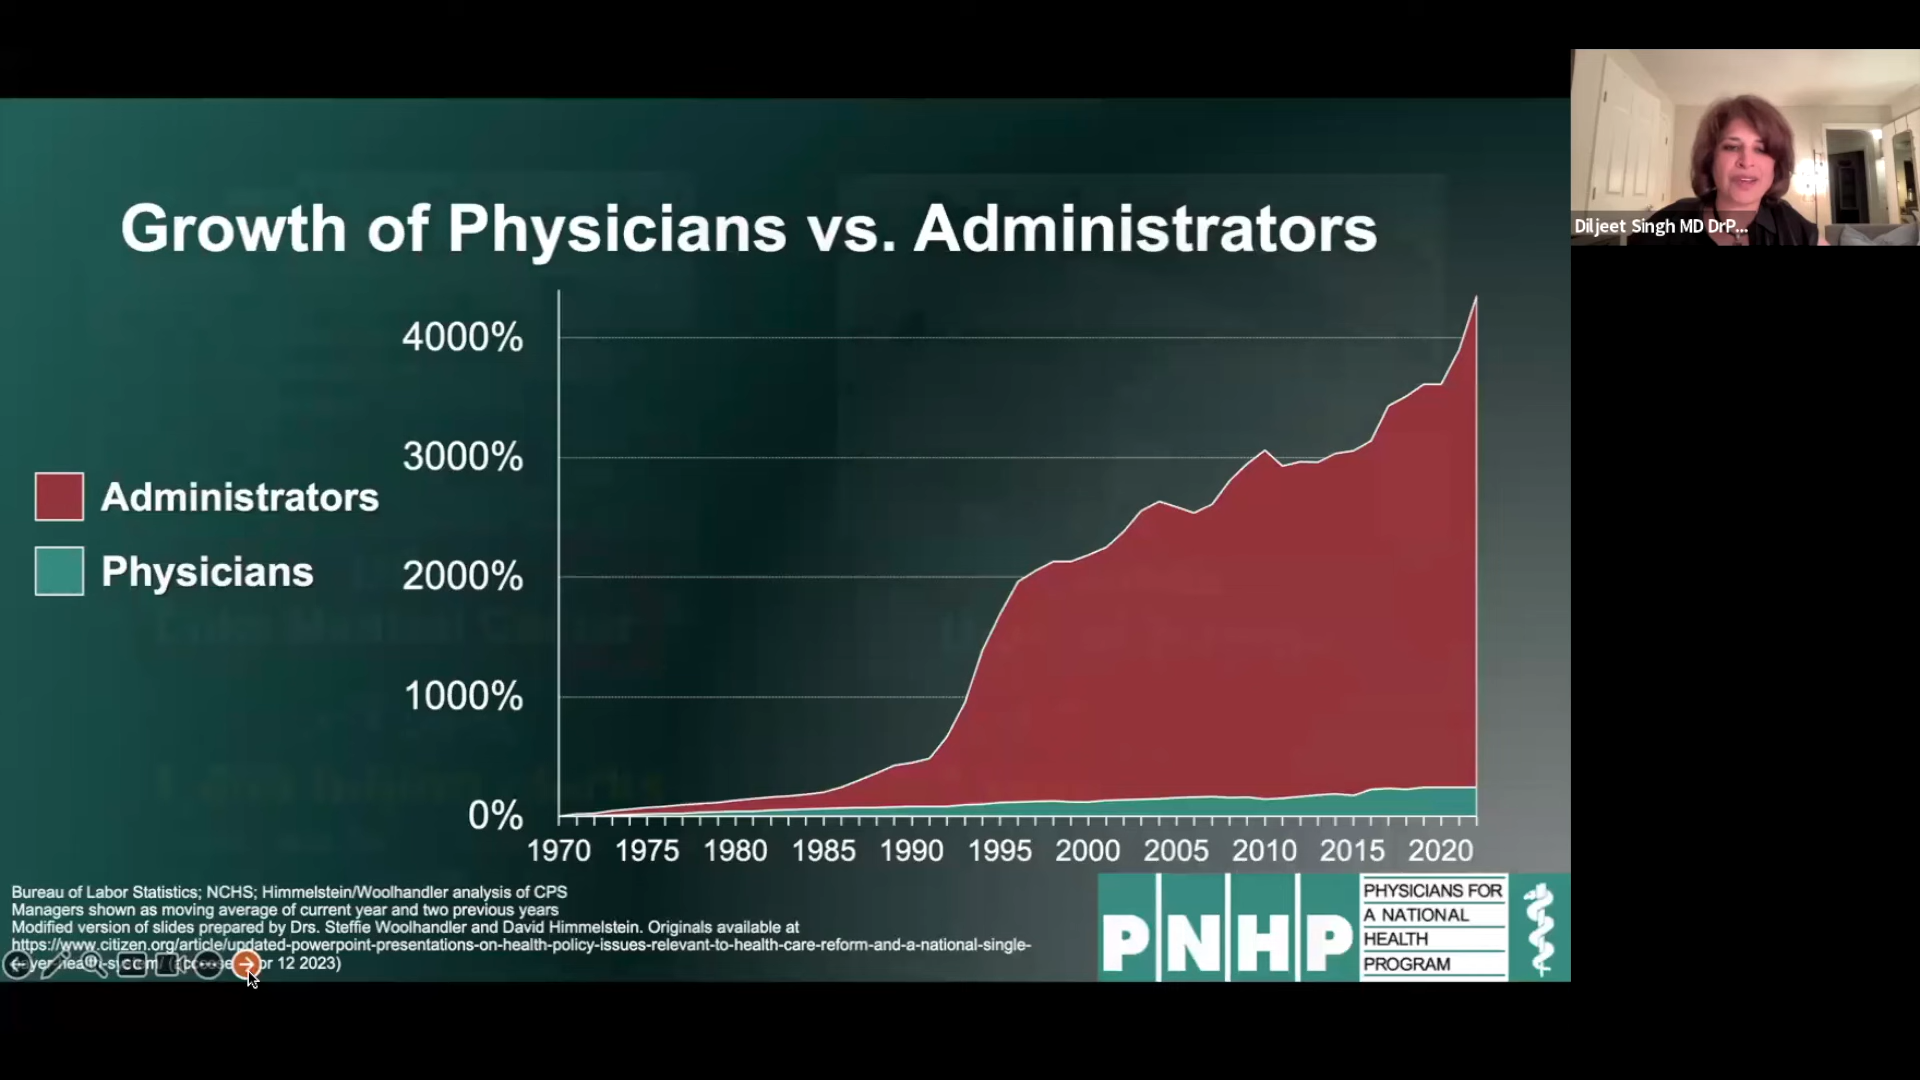 Growth of Physicians vs. Administrators
4000%
3000%
2000%
1000%
0%
Administrators
Physicians
1970 1975 1980 1985 1990 1995 2000 2005 2010 2015 2020
Bureau of Labor Statistics; NCHS; Himmelstein/Woolhandler analysis of CPS
Managers shown as moving average of current year and two previous years
Modified version of slides prepared by Drs. Steffie Woolhandler and David Himmelstein. Originals available at
https://www.citizen.org/article/updated-powerpoint-presentations-on-health-policy-issues-relevant-to-health-care-reform-and-a-national-single-
12 2023)
PNHP
PHYSICIANS FOR
A NATIONAL
HEALTH
PROGRAM
Diljeet Singh MD DrP...